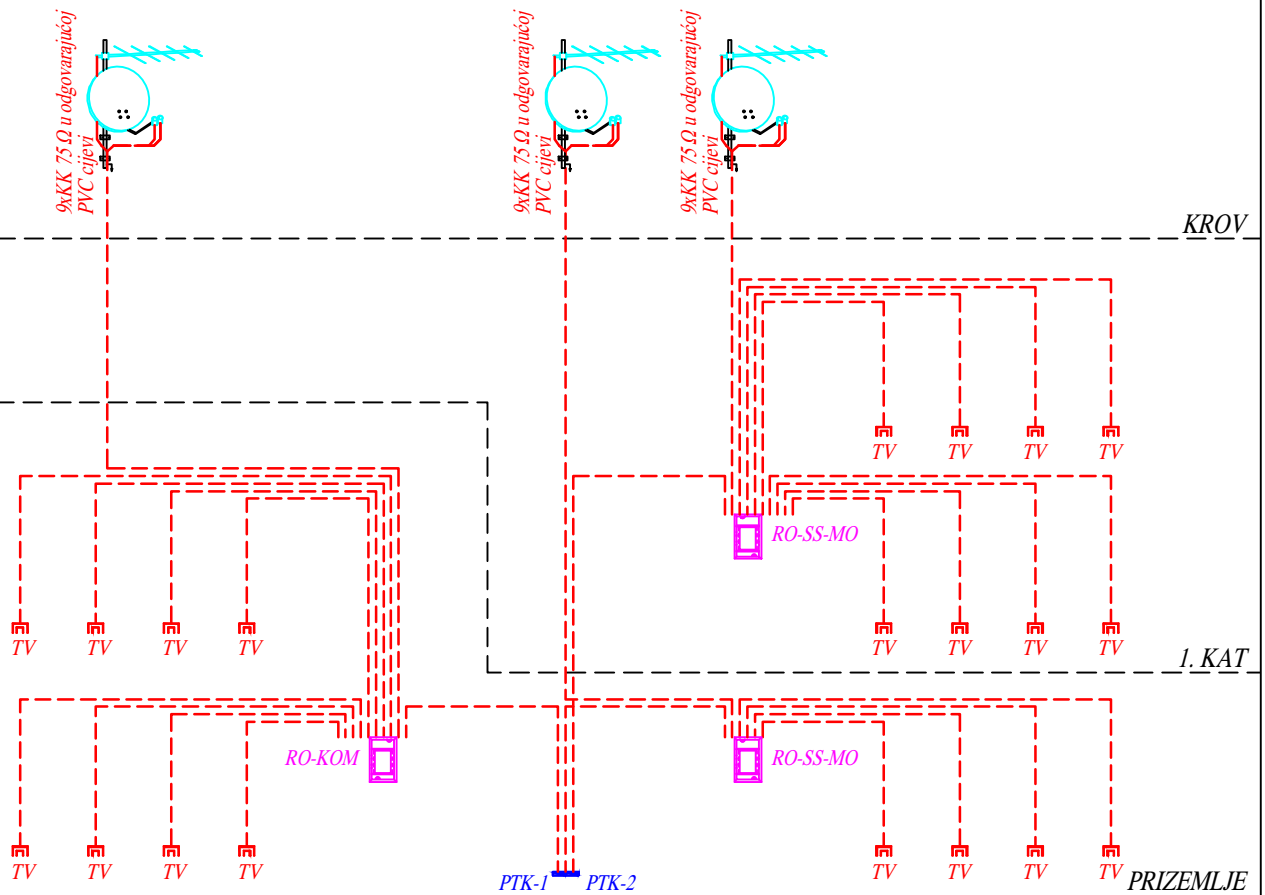 9xKK 75 Ω u odgovarajućoj
PVC cijevi
9xKK 75 Ω u odgovarajućoj
PVC cijevi
9xKK 75 Ω u odgovarajućoj
PVC cijevi
KROV
TV TV TV TV
RO-SS-MO
TV TV TV TV TV TV TV TV
1. KAT
RO-KOM
RO-SS-MO
TV TV TV TV TV TV TV TV
PTK-1 PTK-2
PRIZEMLJE